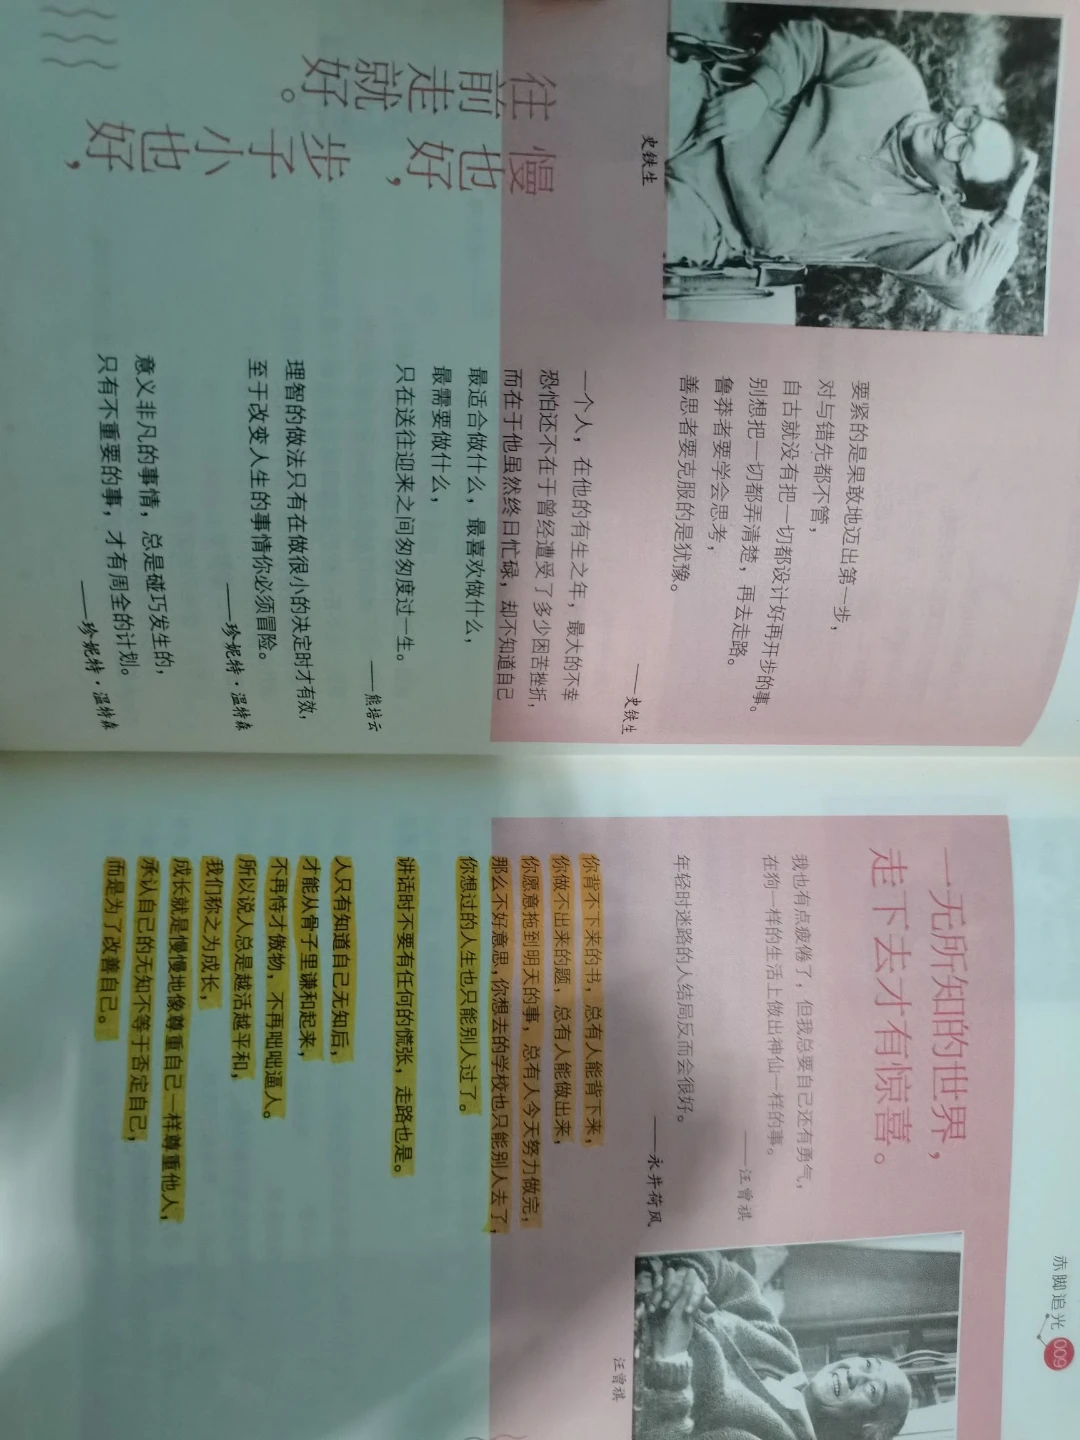 慢也好，
步子小也好，
往前走就好。
史铁生
要紧的是果敢地迈出第一步，
对与错先都不管，
自古就没有把一切都设计好再开步的事。
别想把一切都弄清楚，再去走路。
鲁莽者要学会思考，
善思者要克服的是犹豫。
——史铁生
一个人，在他的有生之年，最大的不幸
恐怕还不在于曾经遭受了多少困苦挫折，
而在于他虽然终日忙碌，却不知道自己
最适合做什么，最喜欢做什么，
最需要做什么，
只在送往迎来之间匆匆度过一生。
——熊培云
理智的做法只有在做很小的决定时才有效，
至于改变人生的事情你必须冒险。
——珍妮特·温特森
意义非凡的事情，总是碰巧发生的，
只有不重要的事，才有周全的计划。
——珍妮特·温特森
赤脚追光 009
一无所知的世界，
走下去才有惊喜。
我也有点疲倦了，但我总要自己还有勇气，
在狗一样的生活上做出神仙一样的事。
——汪曾祺
年轻时迷路的人结局反而会很好。
——永井荷风
汪曾祺
你背不下来的书，总有人能背下来，
你做不出来的题，总有人能做出来，
你愿意拖到明天的事，总有人今天努力做完，
那么不好意思，你想去的学校也只能别人去了，
你想过的人生也只能别人过了。
讲话时不要有任何的慌张，走路也是。
人只有知道自己无知后，
才能从骨子里谦和起来，
不再恃才傲物，不再咄咄逼人。
所以说人总是越活越平和，
我们称之为成长，
成长就是慢慢地像尊重自己一样尊重他人，
承认自己的无知不等于否定自己，
而是为了改善自己。